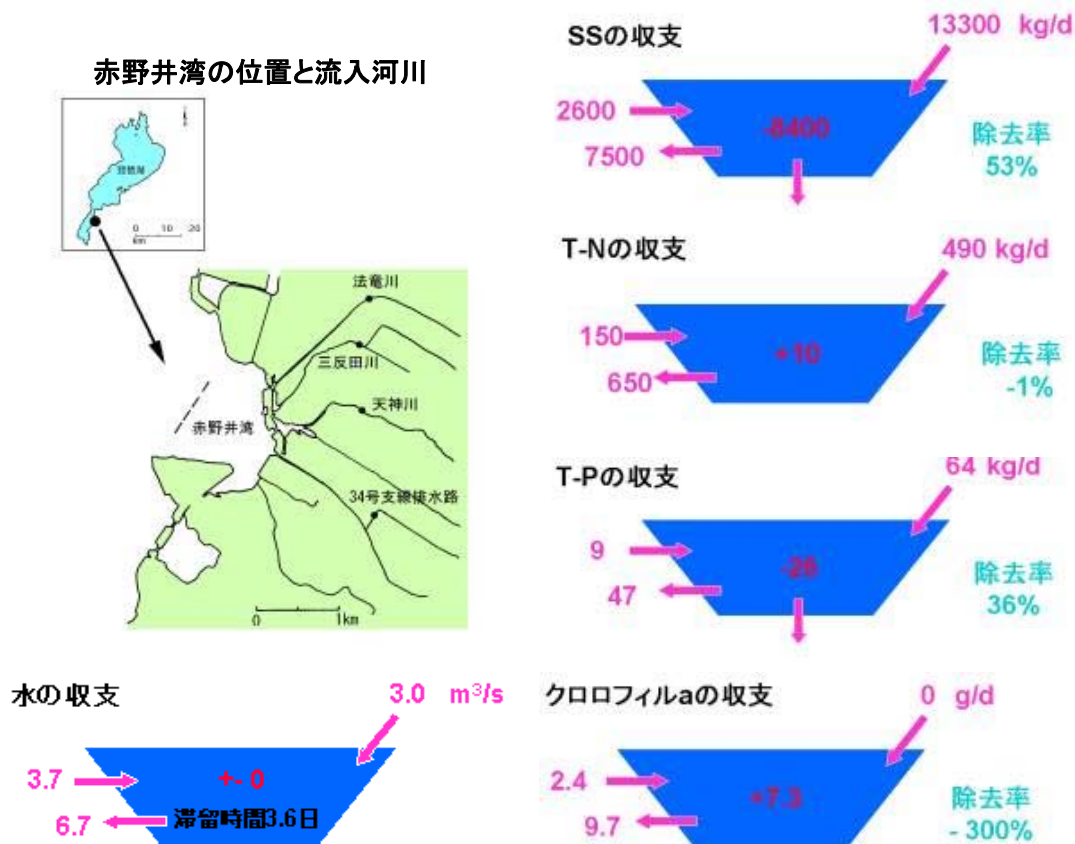 赤野井湾の位置と流入河川
琵琶湖
0 10 20
km
法竜川
三反田川
天神川
赤野井湾
34号支線排水路
0 1km
水の収支
3.0 m³/s
3.7
+- 0
6.7
滞留時間3.6日
SSの収支
13300 kg/d
2600
-8400
7500
除去率
53%
T-Nの収支
490 kg/d
150
+10
650
除去率
-1%
T-Pの収支
64 kg/d
9
-26
47
除去率
36%
クロロフィルaの収支
0 g/d
2.4
+7.3
9.7
除去率
- 300%